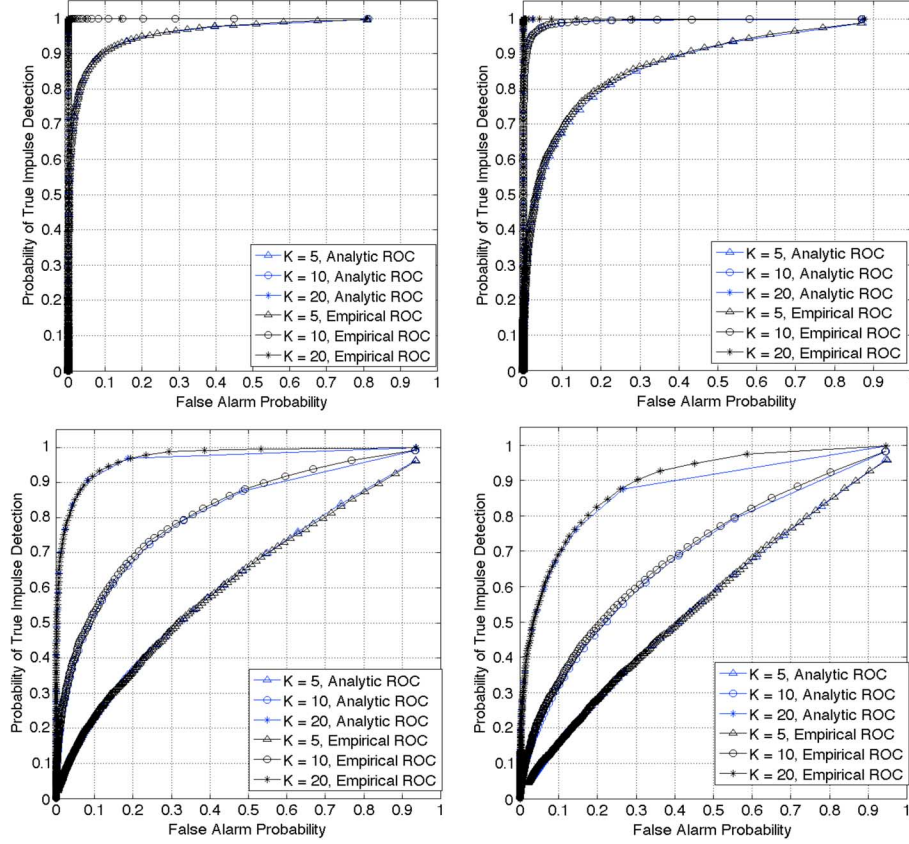 Probability of True Impulse Detection
1
0.9
0.8
0.7
0.6
0.5
0.4
0.3
0.2
0.1
0
K = 5, Analytic ROC
K = 10, Analytic ROC
K = 20, Analytic ROC
K = 5, Empirical ROC
K = 10, Empirical ROC
K = 20, Empirical ROC
0 0.1 0.2 0.3 0.4 0.5 0.6 0.7 0.8 0.9 1
False Alarm Probability
Probability of True Impulse Detection
1
0.9
0.8
0.7
0.6
0.5
0.4
0.3
0.2
0.1
0
K = 5, Analytic ROC
K = 10, Analytic ROC
K = 20, Analytic ROC
K = 5, Empirical ROC
K = 10, Empirical ROC
K = 20, Empirical ROC
0 0.1 0.2 0.3 0.4 0.5 0.6 0.7 0.8 0.9 1
False Alarm Probability
Probability of True Impulse Detection
1
0.9
0.8
0.7
0.6
0.5
0.4
0.3
0.2
0.1
0
K = 5, Analytic ROC
K = 10, Analytic ROC
K = 20, Analytic ROC
K = 5, Empirical ROC
K = 10, Empirical ROC
K = 20, Empirical ROC
0 0.1 0.2 0.3 0.4 0.5 0.6 0.7 0.8 0.9 1
False Alarm Probability
Probability of True Impulse Detection
1
0.9
0.8
0.7
0.6
0.5
0.4
0.3
0.2
0.1
0
K = 5, Analytic ROC
K = 10, Analytic ROC
K = 20, Analytic ROC
K = 5, Empirical ROC
K = 10, Empirical ROC
K = 20, Empirical ROC
0 0.1 0.2 0.3 0.4 0.5 0.6 0.7 0.8 0.9 1
False Alarm Probability